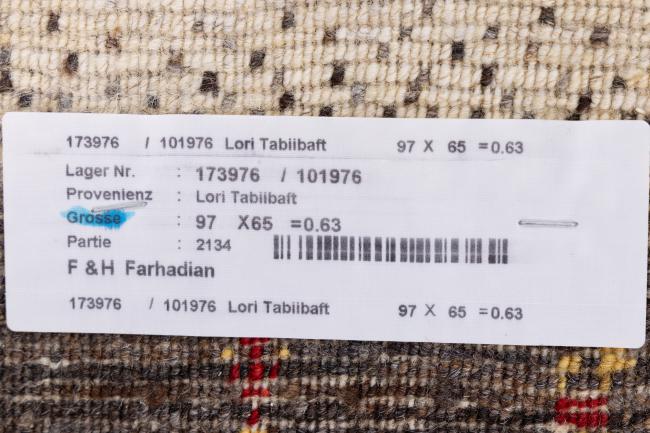 173976 / 101976 Lori Tabiibaft 97 X 65 =0.63
Lager Nr. : 173976 / 101976
Provenienz : Lori Tabiibaft
Grösse : 97 X65 =0.63
Partie : 2134
F &H Farhadian
173976 / 101976 Lori Tabiibaft 97 X 65 =0.63